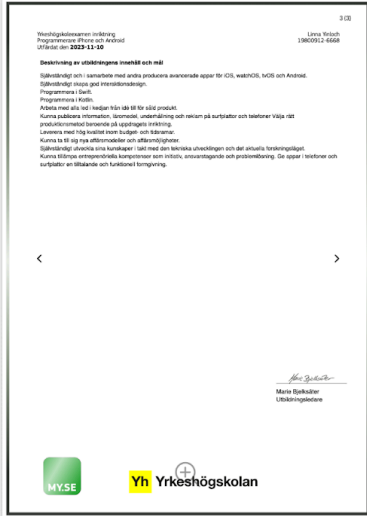 3 (3)
Yrkeshögskoleexamen inriktning
Programmerare iPhone och Android
Utfärdat den 2023-11-10
Linna Ynloch
19800912-6668
Beskrivning av utbildningens innehåll och mål
Självständigt och i samarbete med andra producera avancerade appar för iOS, watchOS, tvOS och Android.
Självständigt skapa god interaktionsdesign.
Programmera i Swift.
Programmera i Kotlin.
Arbeta med alla led i kedjan från idé till för såld produkt.
Kunna publicera information, läromedel, underhållning och reklam på surfplattor och telefoner Välja rätt
produktionsmetod beroende på uppdragets inriktning.
Leverera med hög kvalitet inom budget- och tidsramar.
Kunna ta till sig nya affärsmodeller och affärsmöjligheter.
Självständigt utveckla sina kunskaper i takt med den tekniska utvecklingen och det aktuella forskningsläget.
Kunna tillämpa entreprenöriella kompetenser som initiativ, ansvarstagande och problemlösning. Ge appar i telefoner och
surfplattor en tilltalande och funktionell formgivning.
Marie Bjelksäter
Utbildningsledare
MY.SE
Yh Yrkeshögskolan